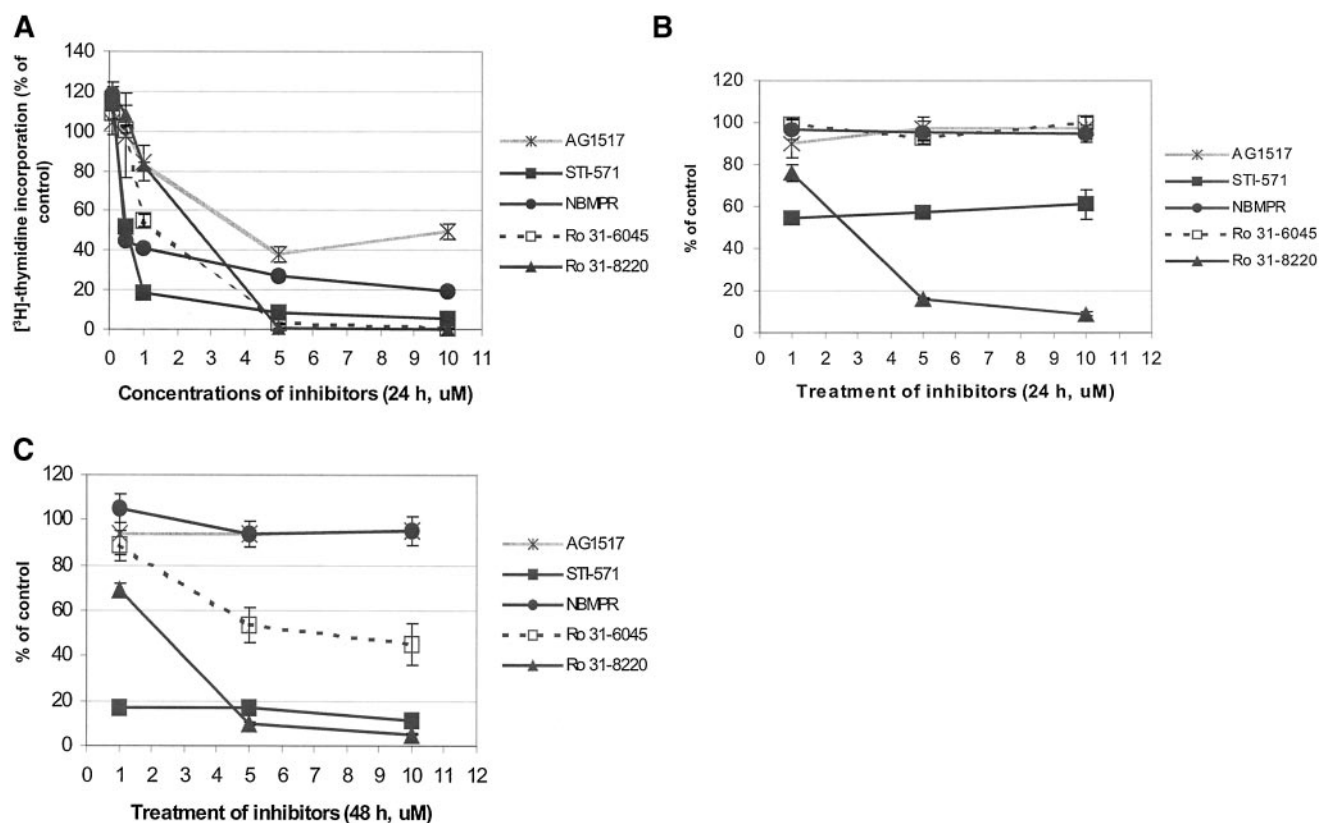 A
[³H]-thymidine incorporation (% of
control)
140
120
100
80
60
40
20
0
0 1 2 3 4 5 6 7 8 9 10 11
Concentrations of inhibitors (24 h, uM)
AG1517
STI-571
NBMPR
Ro 31-6045
Ro 31-8220
B
% of control
120
100
80
60
40
20
0
0 1 2 3 4 5 6 7 8 9 10 11 12
Treatment of inhibitors (24 h, uM)
AG1517
STI-571
NBMPR
Ro 31-6045
Ro 31-8220
C
% of control
120
100
80
60
40
20
0
0 1 2 3 4 5 6 7 8 9 10 11 12
Treatment of inhibitors (48 h, uM)
AG1517
STI-571
NBMPR
Ro 31-6045
Ro 31-8220